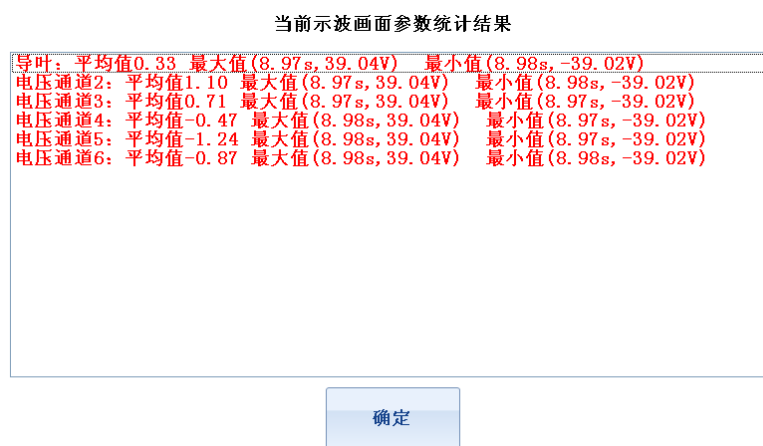 当前示波画面参数统计结果
导叶：平均值0.33 最大值(8.97s,39.04V) 最小值(8.98s,-39.02V)
电压通道2：平均值1.10 最大值(8.97s,39.04V) 最小值(8.98s,-39.02V)
电压通道3：平均值0.71 最大值(8.97s,39.04V) 最小值(8.97s,-39.02V)
电压通道4：平均值-0.47 最大值(8.98s,39.04V) 最小值(8.97s,-39.02V)
电压通道5：平均值-1.24 最大值(8.98s,39.04V) 最小值(8.97s,-39.02V)
电压通道6：平均值-0.87 最大值(8.98s,39.04V) 最小值(8.98s,-39.02V)
确定